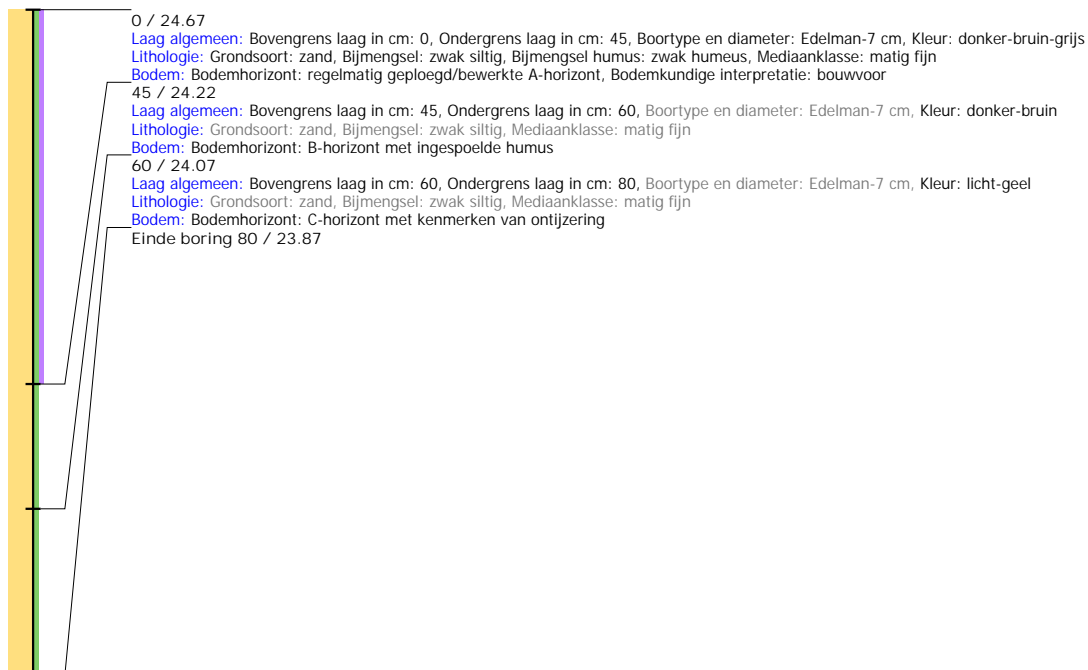 0 / 24.67
Laag algemeen: Bovengrens laag in cm: 0, Ondergrens laag in cm: 45, Boortype en diameter: Edelman-7 cm, Kleur: donker-bruin-grijs
Lithologie: Grondsoort: zand, Bijmengsel: zwak siltig, Bijmengsel humus: zwak humeus, Mediaanklasse: matig fijn
Bodem: Bodemhorizont: regelmatig geploegd/bewerkte A-horizont, Bodemkundige interpretatie: bouwvoor
45 / 24.22
Laag algemeen: Bovengrens laag in cm: 45, Ondergrens laag in cm: 60, Boortype en diameter: Edelman-7 cm, Kleur: donker-bruin
Lithologie: Grondsoort: zand, Bijmengsel: zwak siltig, Mediaanklasse: matig fijn
Bodem: Bodemhorizont: B-horizont met ingespoelde humus
60 / 24.07
Laag algemeen: Bovengrens laag in cm: 60, Ondergrens laag in cm: 80, Boortype en diameter: Edelman-7 cm, Kleur: licht-geel
Lithologie: Grondsoort: zand, Bijmengsel: zwak siltig, Mediaanklasse: matig fijn
Bodem: Bodemhorizont: C-horizont met kenmerken van ontijzering
Einde boring 80 / 23.87